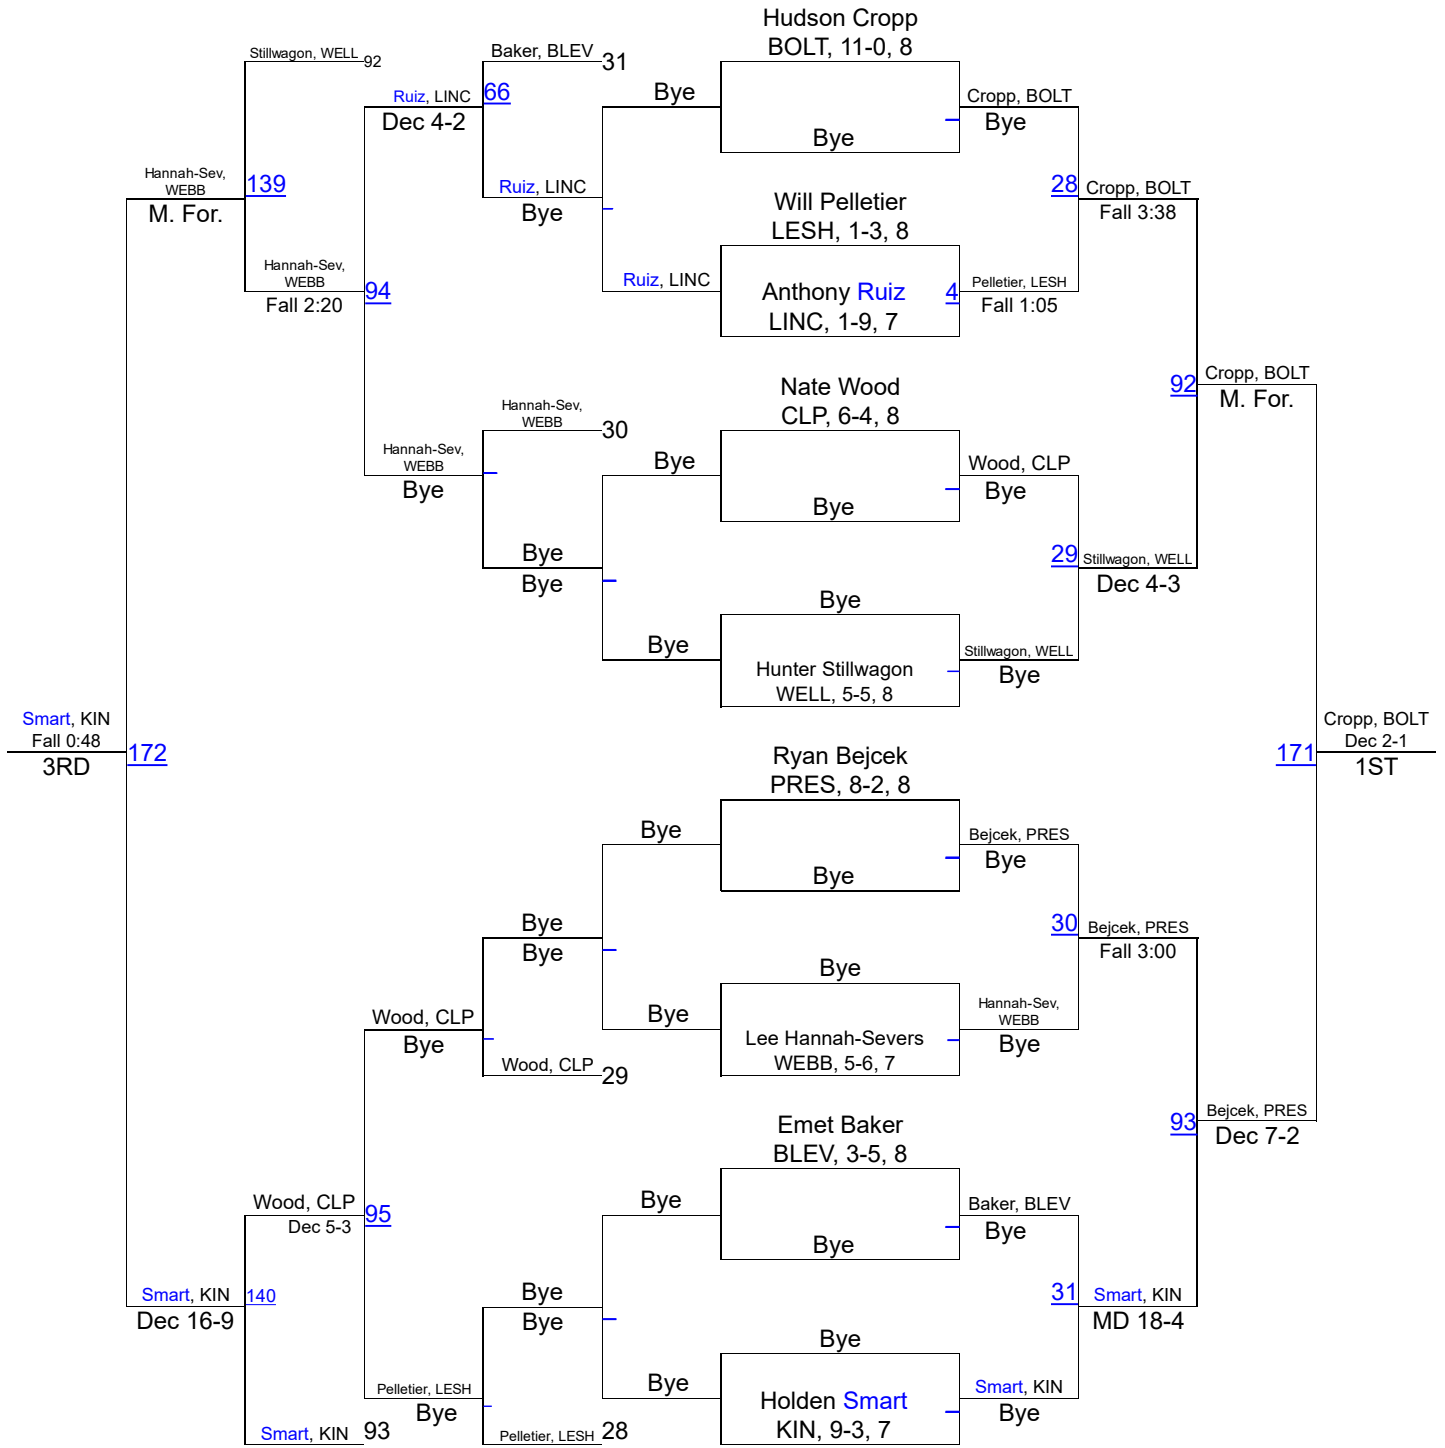 Hudson Cropp
BOLT, 11-0, 8
Stillwagon, WELL 92
Baker, BLEV 31
Ruiz, LINC 66
Dec 4-2
Bye
Cropp, BOLT
Bye
Bye
Hannah-Sev,
WEBB
139
M. For.
Ruiz, LINC
Bye
Will Pelletier
LESH, 1-3, 8
28
Cropp, BOLT
Fall 3:38
Hannah-Sev,
WEBB
Fall 2:20
94
Ruiz, LINC
Anthony Ruiz
LINC, 1-9, 7
4
Pelletier, LESH
Fall 1:05
Nate Wood
CLP, 6-4, 8
92
Cropp, BOLT
M. For.
Hannah-Sev,
WEBB
30
Hannah-Sev,
WEBB
Bye
Bye
Wood, CLP
Bye
Bye
Bye
Bye
29
Stillwagon, WELL
Dec 4-3
Bye
Bye
Hunter Stillwagon
WELL, 5-5, 8
Stillwagon, WELL
Bye
Smart, KIN
Fall 0:48
3RD
172
Ryan Bejcek
PRES, 8-2, 8
171
Cropp, BOLT
Dec 2-1
1ST
Bye
Bejcek, PRES
Bye
Bye
Bye
Bye
30
Bejcek, PRES
Fall 3:00
Bye
Wood, CLP
Bye
Bye
Lee Hannah-Severs
WEBB, 5-6, 7
Hannah-Sev,
WEBB
Bye
Wood, CLP 29
Emet Baker
BLEV, 3-5, 8
93
Bejcek, PRES
Dec 7-2
Wood, CLP
Dec 5-3
95
Bye
Baker, BLEV
Bye
Bye
Smart, KIN 140
Dec 16-9
Bye
Bye
31
Smart, KIN
MD 18-4
Bye
Pelletier, LESH
Bye
Bye
Holden Smart
KIN, 9-3, 7
Smart, KIN
Bye
Smart, KIN 93
Pelletier, LESH 28